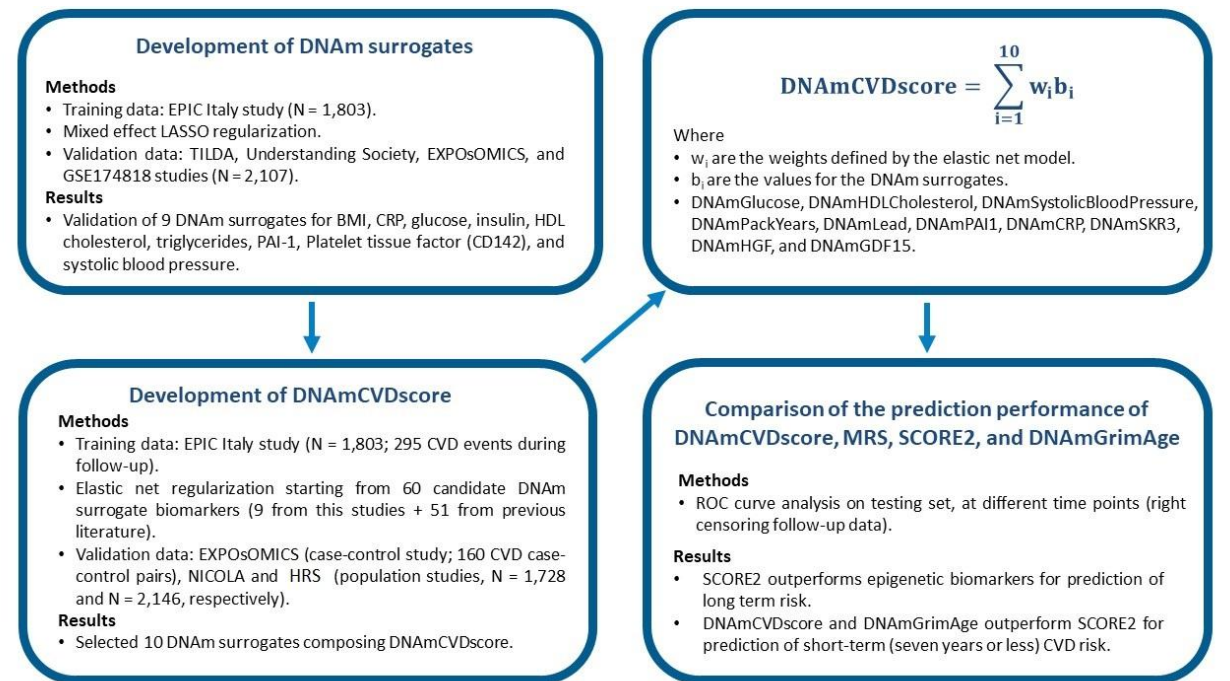 Development of DNAm surrogates
Methods
• Training data: EPIC Italy study (N = 1,803).
• Mixed effect LASSO regularization.
• Validation data: TILDA, Understanding Society, EXPOsOMICS, and
GSE174818 studies (N = 2,107).
Results
• Validation of 9 DNAm surrogates for BMI, CRP, glucose, insulin, HDL
cholesterol, triglycerides, PAI-1, Platelet tissue factor (CD142), and
systolic blood pressure.
Development of DNAmCVDscore
Methods
• Training data: EPIC Italy study (N = 1,803; 295 CVD events during
follow-up).
• Elastic net regularization starting from 60 candidate DNAm
surrogate biomarkers (9 from this studies + 51 from previous
literature).
• Validation data: EXPOsOMICS (case-control study; 160 CVD case-
control pairs), NICOLA and HRS (population studies, N = 1,728
and N = 2,146, respectively).
Results
• Selected 10 DNAm surrogates composing DNAmCVDscore.
10
DNAmCVDscore = ∑ wᵢbᵢ
i=1
Where
• wᵢ are the weights defined by the elastic net model.
• bᵢ are the values for the DNAm surrogates.
• DNAmGlucose, DNAmHDLCholesterol, DNAmSystolicBloodPressure,
DNAmPackYears, DNAmLead, DNAmPAI1, DNAmCRP, DNAmSKR3,
DNAmHGF, and DNAmGDF15.
Comparison of the prediction performance of
DNAmCVDscore, MRS, SCORE2, and DNAmGrimAge
Methods
• ROC curve analysis on testing set, at different time points (right
censoring follow-up data).
Results
• SCORE2 outperforms epigenetic biomarkers for prediction of
long term risk.
• DNAmCVDscore and DNAmGrimAge outperform SCORE2 for
prediction of short-term (seven years or less) CVD risk.